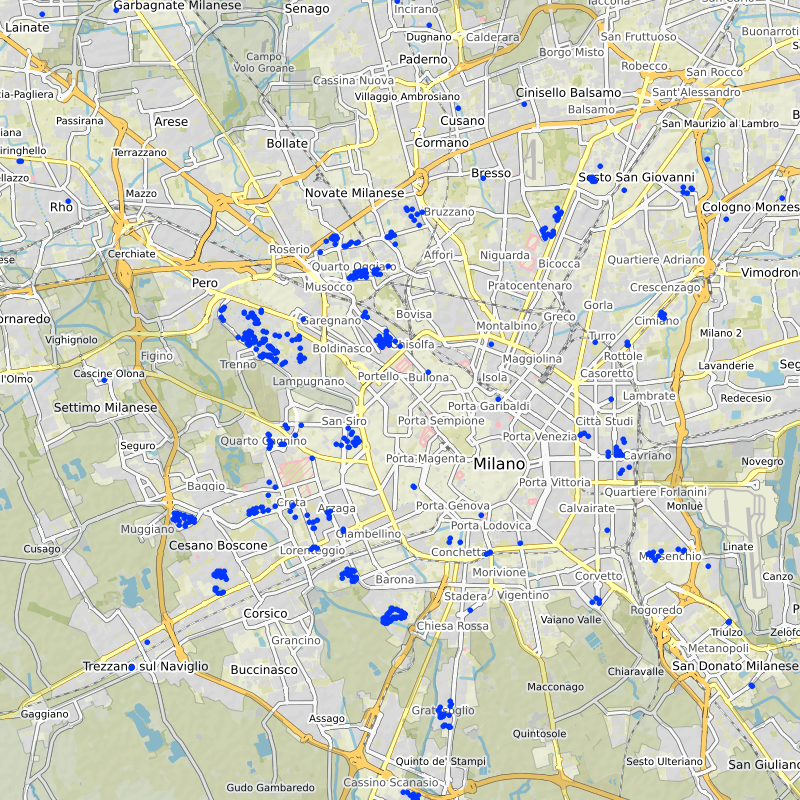 Garbagnate Milanese
Senago
Incirano
Lainate
Dugnano
Calderara
San Fruttuoso
Buonarroti
Borgo Misto
Campo
Volo Groane
Paderno
Robecco
San Rocco
Cassina Nuova
Villaggio Ambrosiano
Cinisello Balsamo
Sant'Alessandro
Balsamo
Passirana
Arese
Cusano
San Maurizio al Lambro
Cormano
Bollate
Terrazzano
Bresso
Sesto San Giovanni
Mazzo
Novate Milanese
Rho
Bruzzano
Cologno Monzes
Roserio
Cerchiate
Affori
Niguarda
Bicocca
Quartiere Adriano
Quarto Oggiaro
Vimodron
Pero
Musocco
Pratocentenaro
Crescenzago
Gorla
Bovisa
Greco
Cimiano
Garegnano
Montalbino
Milano 2
Vighignolo
Turro
Figino
Boldinasco
Ghisolfa
Maggiolina
Rottole
Trenno
Lavanderie
Cascine Olona
Lampugnano
Portello
Bullona
Isola
Casoretto
Lambrate
Redecesio
Settimo Milanese
Porta Garibaldi
San Siro
Porta Sempione
Città Studi
Seguro
Quarto Cagnino
Porta Venezia
Cavriano
Porta Magenta
Milano
Novegro
Baggio
Porta Vittoria
Quartiere Forlanini
Creta
Arzaga
Porta Genova
Calvairate
Monluè
Muggiano
Porta Lodovica
Giambellino
Cusago
Cesano Boscone
Lorenteggio
Conchetta
Linate
Barona
Morivione
Corvetto
Canzo
Stadera
Vigentino
Corsico
Rogoredo
Vaiano Valle
Chiesa Rossa
Triulzo
Zelofo
Grancino
Metanopoli
Trezzano sul Naviglio
Buccinasco
Chiaravalle
San Donato Milanese
Macconago
Gaggiano
Assago
Gratosoglio
Quintosole
Quinto de' Stampi
Sesto Ulteriano
San Giuliano
Cassino Scanasio
Gudo Gambaredo